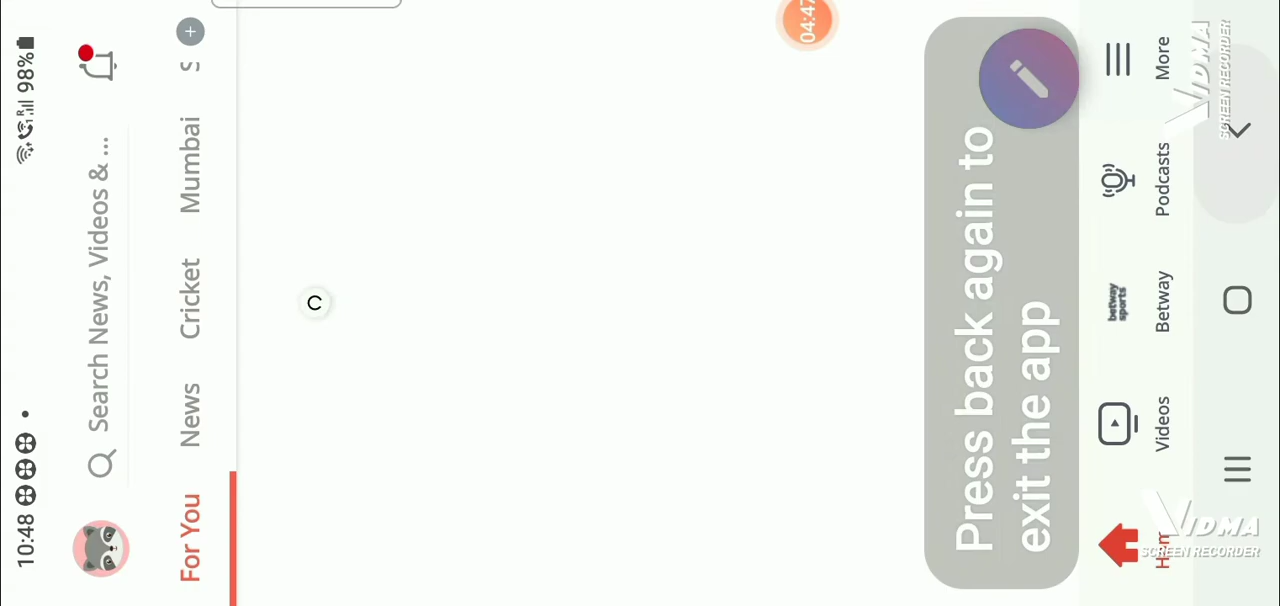 10:48
98%
Search News, Videos & ...
For You
News
Cricket
Mumbai
04:47
Press back again to
exit the app
Videos
betway
sports
Betway
Podcasts
More
VIDMA
SCREEN RECORDER
VIDMA
SCREEN RECORDER